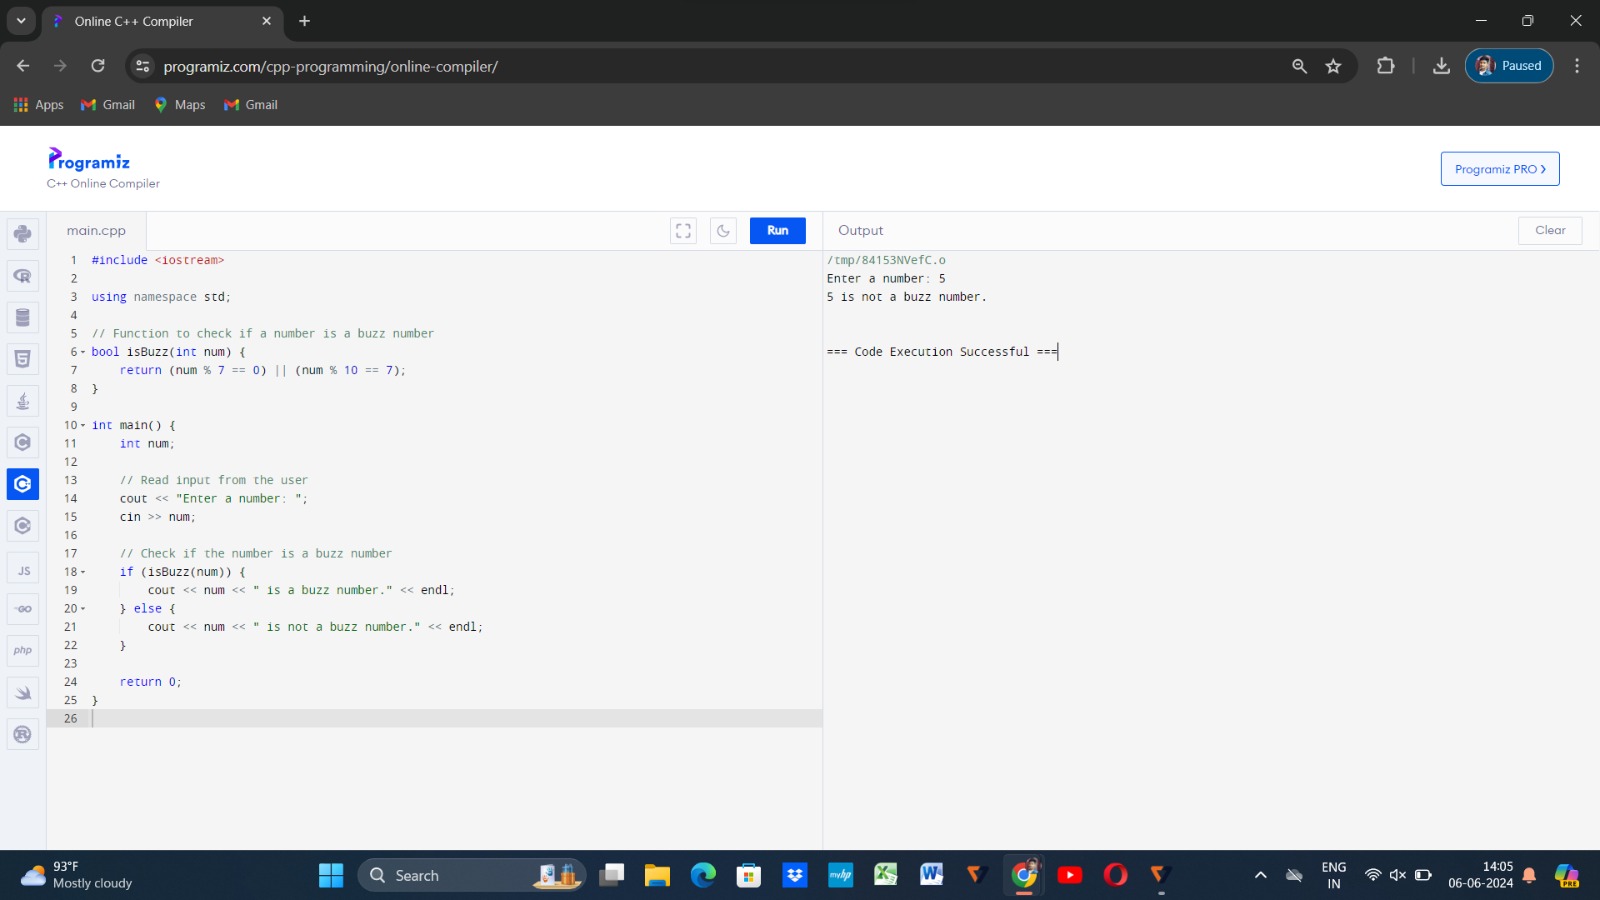 Online C++ Compiler
programiz.com/cpp-programming/online-compiler/
Paused
Apps Gmail Maps Gmail
Programiz
C++ Online Compiler
Programiz PRO
main.cpp
Run
Output
Clear
1 #include <iostream>
2
3 using namespace std;
4
5 // Function to check if a number is a buzz number
6 bool isBuzz(int num) {
7     return (num % 7 == 0) || (num % 10 == 7);
8 }
9
10 int main() {
11     int num;
12
13     // Read input from the user
14     cout << "Enter a number: ";
15     cin >> num;
16
17     // Check if the number is a buzz number
18     if (isBuzz(num)) {
19         cout << num << " is a buzz number." << endl;
20     } else {
21         cout << num << " is not a buzz number." << endl;
22     }
23
24     return 0;
25 }
26
/tmp/84153NVefC.o
Enter a number: 5
5 is not a buzz number.
=== Code Execution Successful ===
JS
GO
php
93°F
Mostly cloudy
Search
myhp
ENG
IN
14:05
06-06-2024
PRE